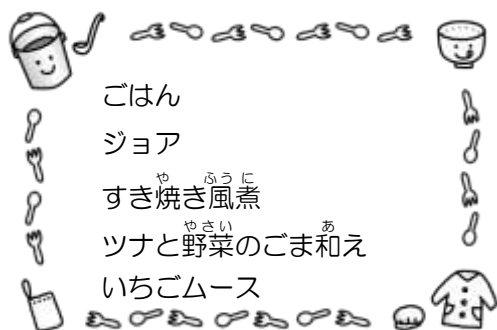 ごはん
ジョア
すき焼き風煮
ツナと野菜のごま和え
いちごムース